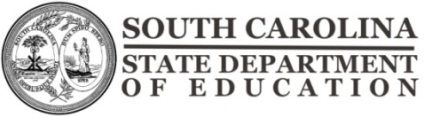 SOUTH CAROLINA
STATE DEPARTMENT
OF EDUCATION